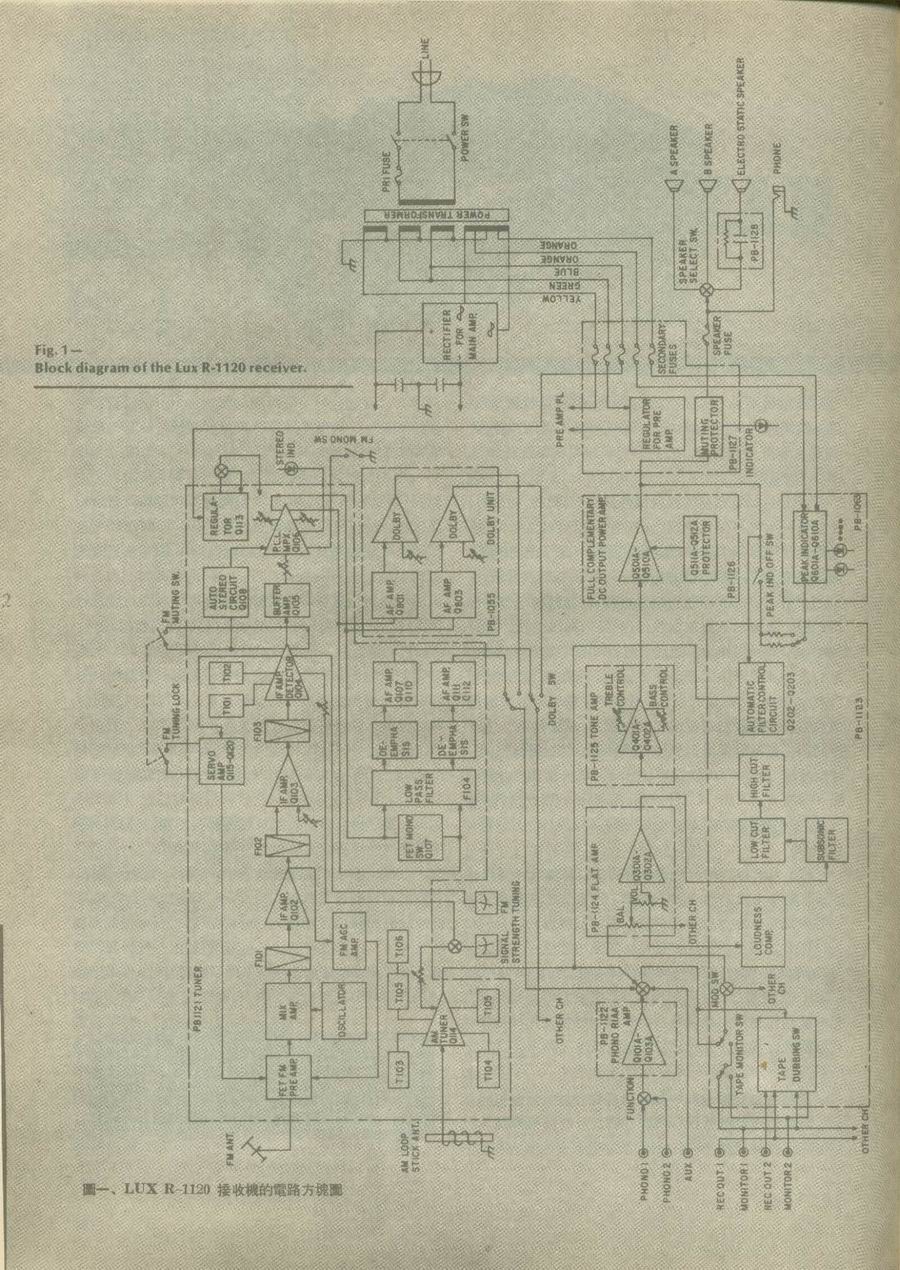 Fig. 1—
Block diagram of the Lux R-1120 receiver.
圖一、LUX R-1120 接收機的電路方塊圖
PB1121 TUNER
FM ANT.
FET FM
PRE AMP.
MIX
AMP.
OSCILLATOR
F101
IF AMP.
Q102
FM AGC
AMP.
F102
IF AMP.
Q103
F103
SERVO
AMP
Q115-Q120
FM
TUNING LOCK
T101
T102
IF AMP.
DETECTOR
Q104
FM
MUTING SW.
AUTO
STEREO
CIRCUIT
Q108
BUFFER
AMP.
Q105
REGULA-
TOR
Q113
PLL
MPX
Q106
STEREO
IND.
FM MONO SW
AM LOOP
STICK ANT.
T103
T104
AM
TUNER
Q114
T105
T106
T105
SIGNAL
STRENGTH
FM
TUNING
FET MONO
SW
Q107
LOW
PASS
FILTER
F104
DE-
EMPHA
SIS
DE-
EMPHA
SIS
AF AMP.
Q107
Q110
AF AMP.
Q111
Q112
AF AMP.
Q801
AF AMP
Q803
DOLBY
DOLBY
DOLBY UNIT
PB-1055
DOLBY SW
OTHER CH
RECTIFIER
FOR
MAIN AMP.
POWER TRANSFORMER
PRI FUSE
POWER SW
LINE
YELLOW
GREEN
BLUE
ORANGE
ORANGE
PHONO 1
PHONO 2
AUX
REC OUT 1
MONITOR 1
REC OUT 2
MONITOR 2
FUNCTION
PB-1122
PHONO RIAA
AMP
Q101A-
Q103A
TAPE MONITOR SW
TAPE
DUBBING SW
MOD SW
OTHER
CH
OTHER CH
PB-1124 FLAT AMP
BAL
VOL
Q301A-
Q302A
OTHER CH
LOUDNESS
COMP.
LOW CUT
FILTER
SUBSONIC
FILTER
HIGH CUT
FILTER
PB-1125 TONE AMP
TREBLE
CONTROL
BASS
CONTROL
Q401A-
Q402A
AUTOMATIC
FILTER CONTROL
CIRCUIT
Q202-Q203
PB-1123
FULL COMPLEMENTARY
DC OUTPUT POWER AMP.
Q501A-
Q510A
Q511A-Q512A
PROTECTOR
PB-1126
PEAK IND OFF SW
PEAK INDICATOR
Q601A-Q610A
PRE AMP PL
REGULATOR
FOR PRE
AMP.
MUTING
PROTECTOR
PB-1127
INDICATOR
SECONDARY
FUSES
SPEAKER
FUSE
SPEAKER
SELECT SW.
PB-1128
A SPEAKER
B SPEAKER
ELECTRO STATIC SPEAKER
PHONE